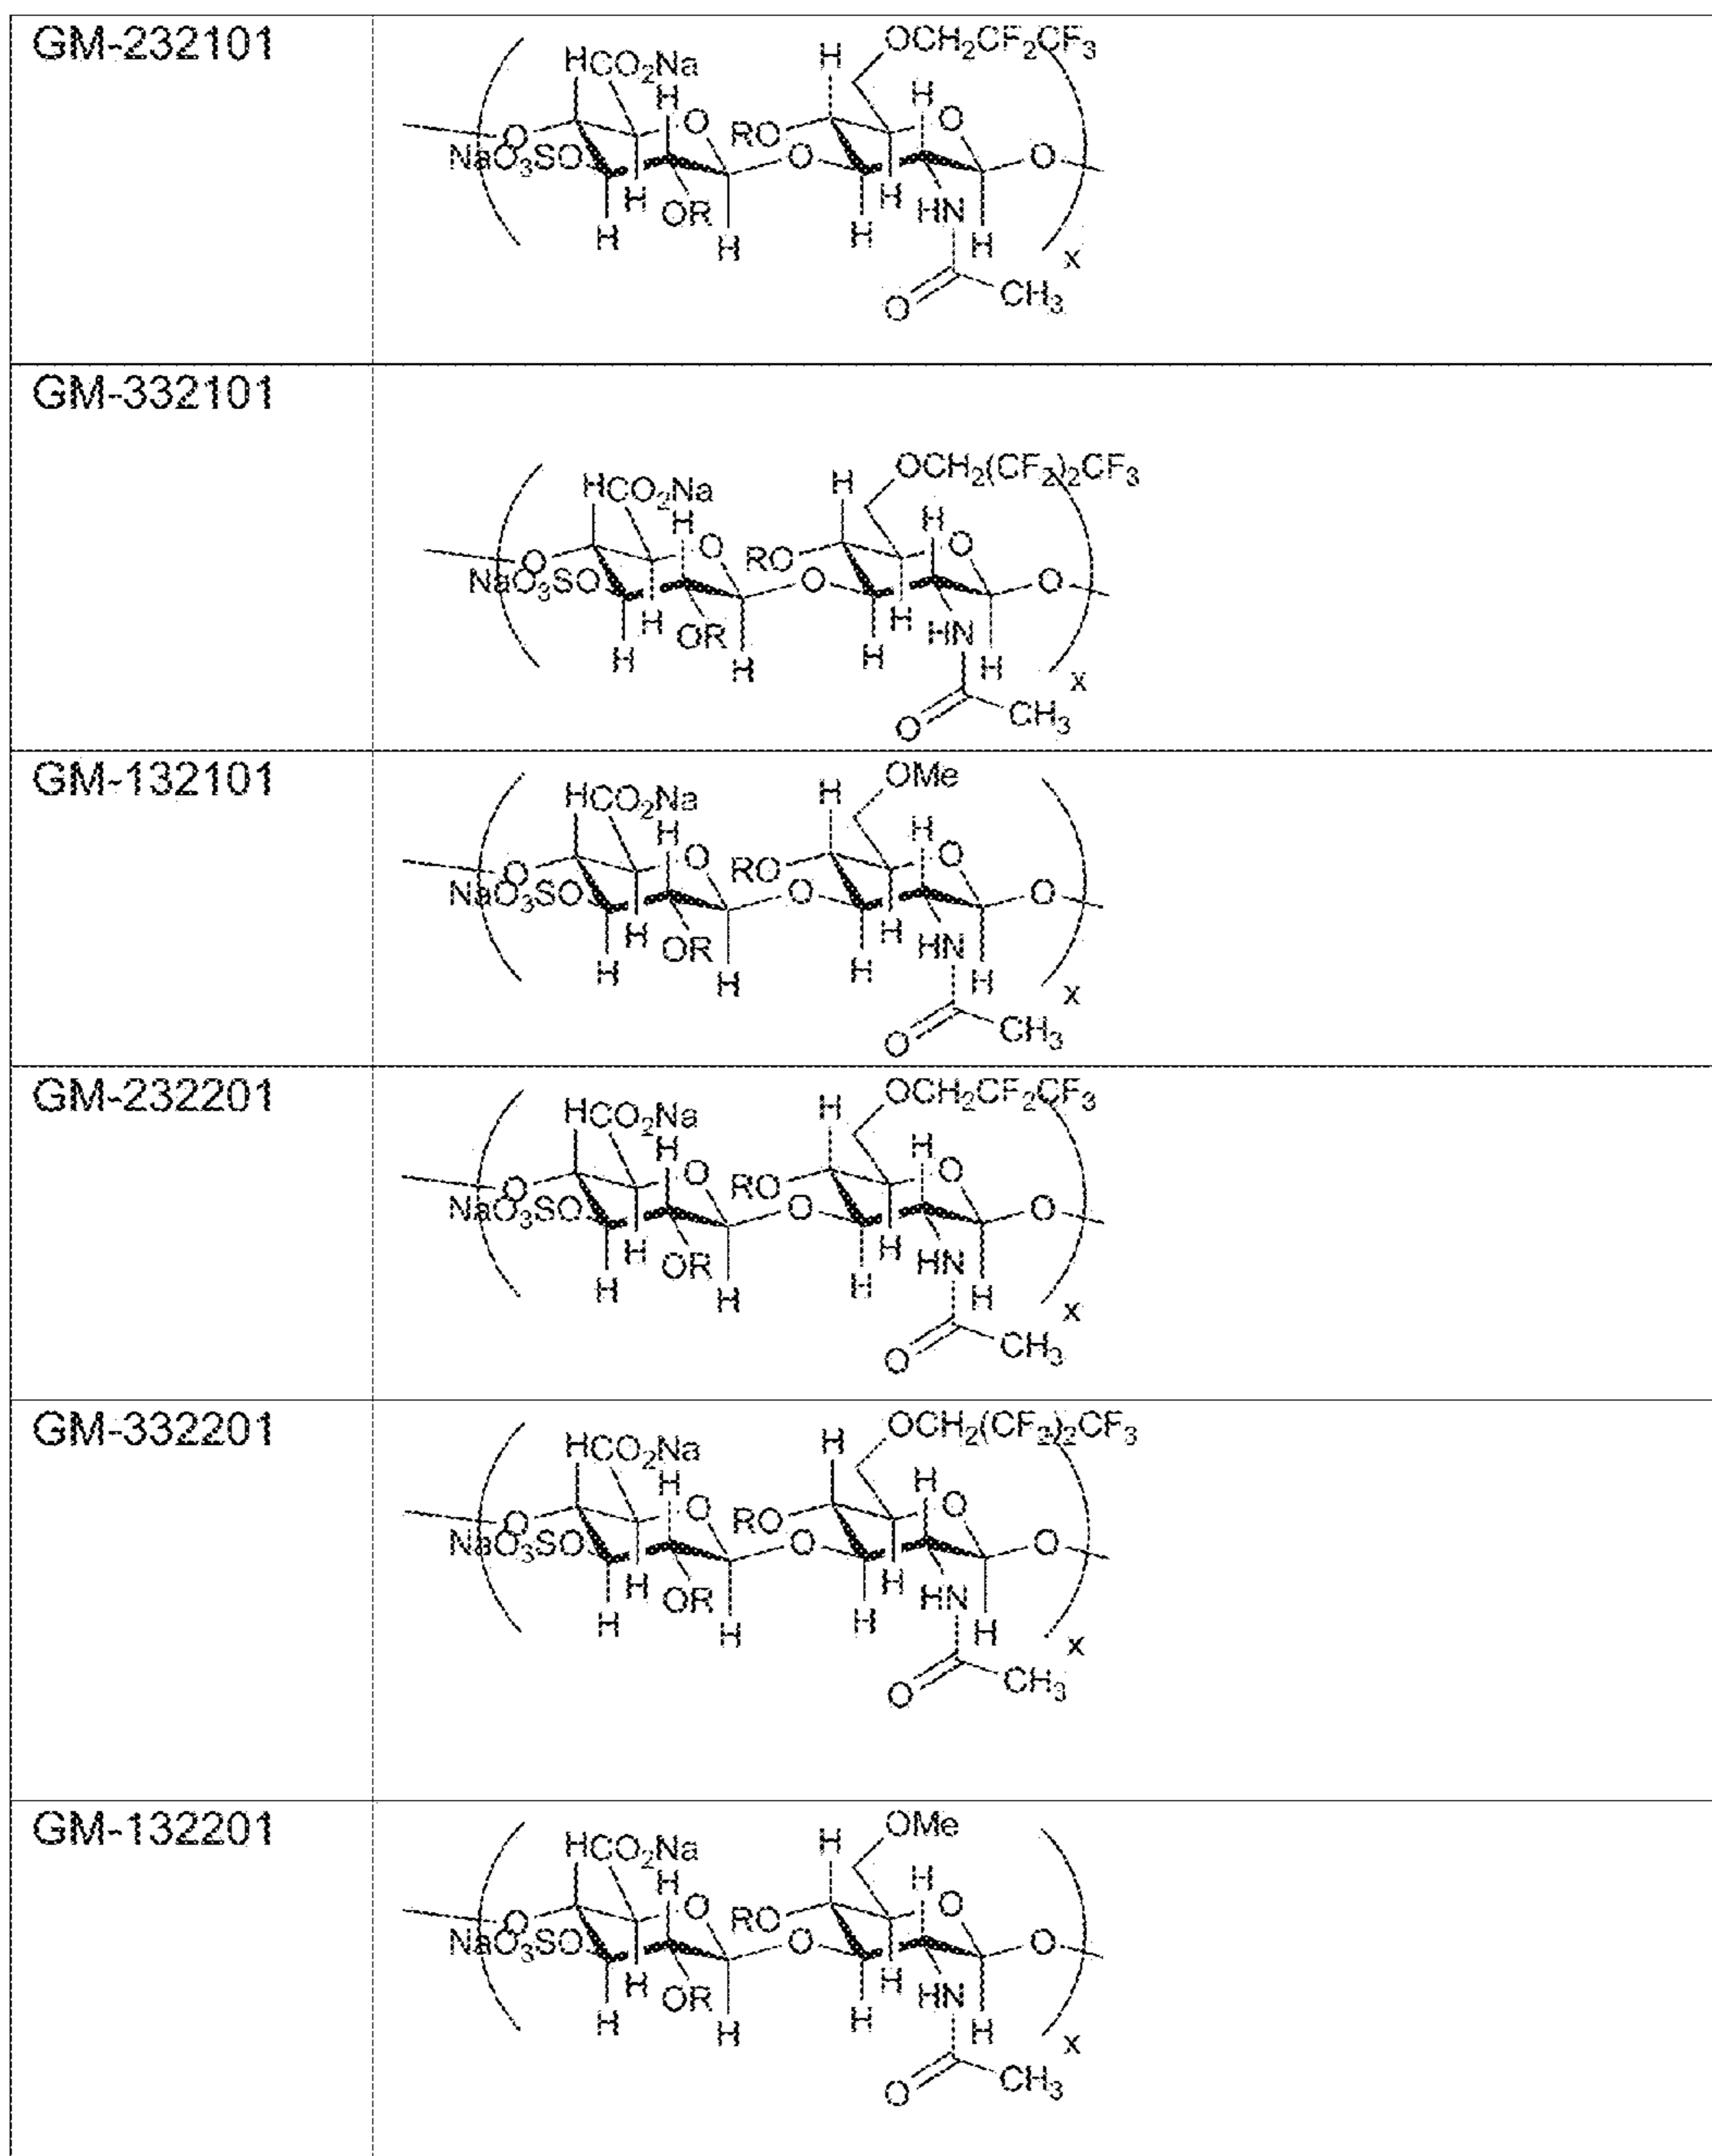 GM-232101
OCH2CF2CF3
H
HCO2Na
H
H
O
O
RO
O
O
O
NaO3SO
H
OR
H
HN
H
H
H
H
x
O
CH3
GM-332101
OCH2(CF2)2CF3
H
HCO2Na
H
H
O
O
RO
O
O
O
NaO3SO
H
OR
H
HN
H
H
H
H
x
O
CH3
GM-132101
OMe
H
HCO2Na
H
H
O
O
RO
O
O
O
NaO3SO
H
OR
H
HN
H
H
H
H
x
O
CH3
GM-232201
OCH2CF2CF3
H
HCO2Na
H
H
O
O
RO
O
O
O
NaO3SO
H
OR
H
HN
H
H
H
H
x
O
CH3
GM-332201
OCH2(CF2)2CF3
H
HCO2Na
H
H
O
O
RO
O
O
O
NaO3SO
H
OR
H
HN
H
H
H
H
x
O
CH3
GM-132201
OMe
H
HCO2Na
H
H
O
O
RO
O
O
O
NaO3SO
H
OR
H
HN
H
H
H
H
x
O
CH3